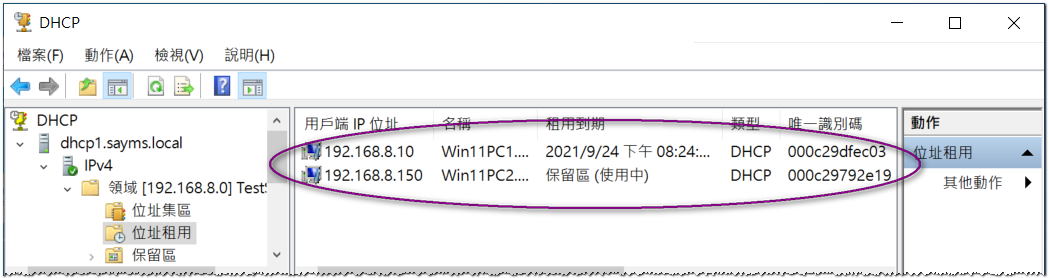 DHCP
檔案(F) 動作(A) 檢視(V) 說明(H)
DHCP
dhcp1.sayms.local
IPv4
領域 [192.168.8.0] TestS
位址集區
位址租用
保留區
用戶端 IP 位址 名稱 租用到期 類型 唯一識別碼
192.168.8.10 Win11PC1.... 2021/9/24 下午 08:24:... DHCP 000c29dfec03
192.168.8.150 Win11PC2.... 保留區 (使用中) DHCP 000c29792e19
動作
位址租用
其他動作